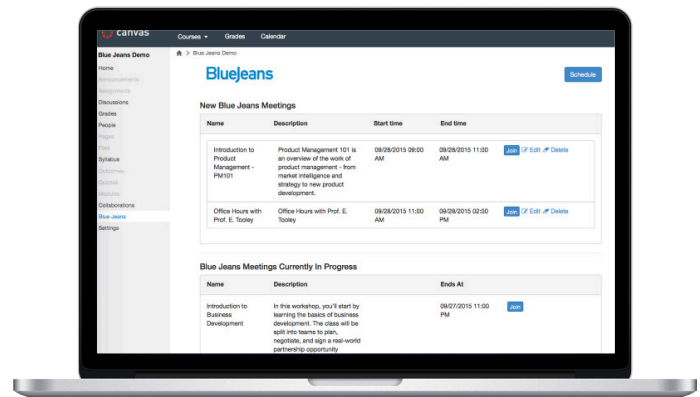 canvas
Courses
Grades
Calendar
Blue Jeans Demo
Home
Announcements
Assignments
Discussions
Grades
People
Pages
Files
Syllabus
Outcomes
Quizzes
Modules
Collaborations
Blue Jeans
Settings
> Blue Jeans Demo
BlueJeans
Schedule
New Blue Jeans Meetings
Name Description Start time End time
Introduction to
Product
Management -
PM101
Product Management 101 is
an overview of the work of
product management - from
market intelligence and
strategy to new product
development.
09/28/2015 09:00
AM
09/28/2015 11:00
AM
Join Edit Delete
Office Hours with
Prof. E. Tooley
Office Hours with Prof. E.
Tooley
09/28/2015 11:00
AM
09/28/2015 02:00
PM
Join Edit Delete
Blue Jeans Meetings Currently In Progress
Name Description Ends At
Introduction to
Business
Development
In this workshop, you'll start by
learning the basics of business
development. The class will be
split into teams to plan,
negotiate, and sign a real-world
partnership opportunity
09/27/2015 11:00
PM
Join